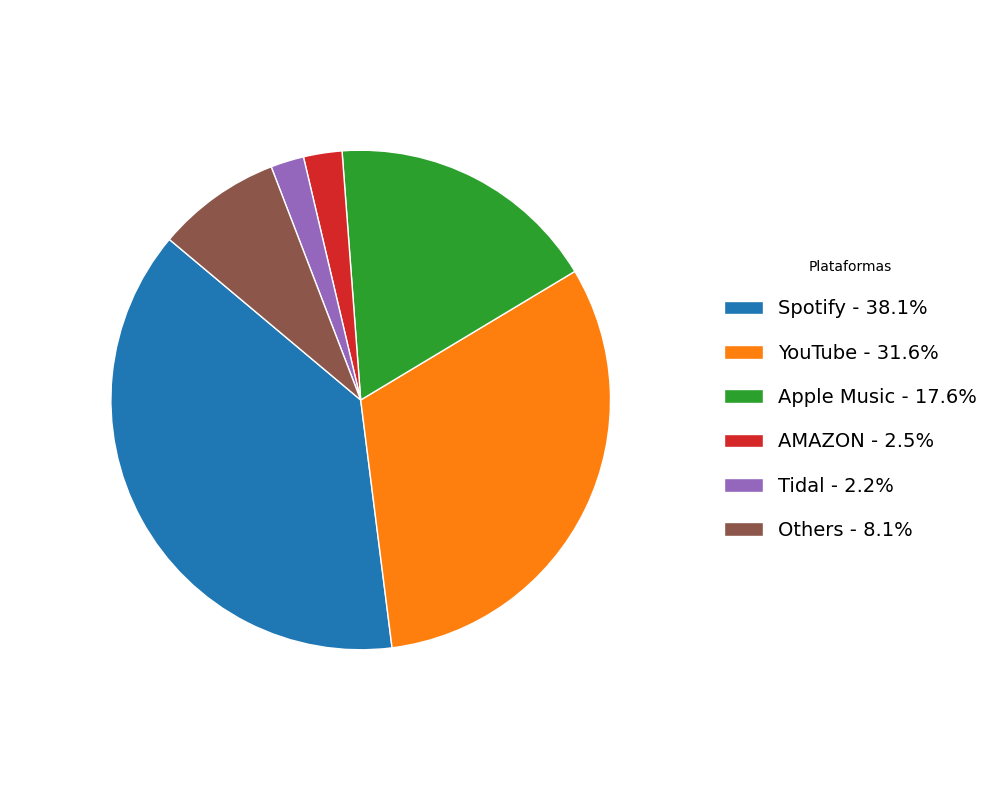 Plataformas
Spotify - 38.1%
YouTube - 31.6%
Apple Music - 17.6%
AMAZON - 2.5%
Tidal - 2.2%
Others - 8.1%